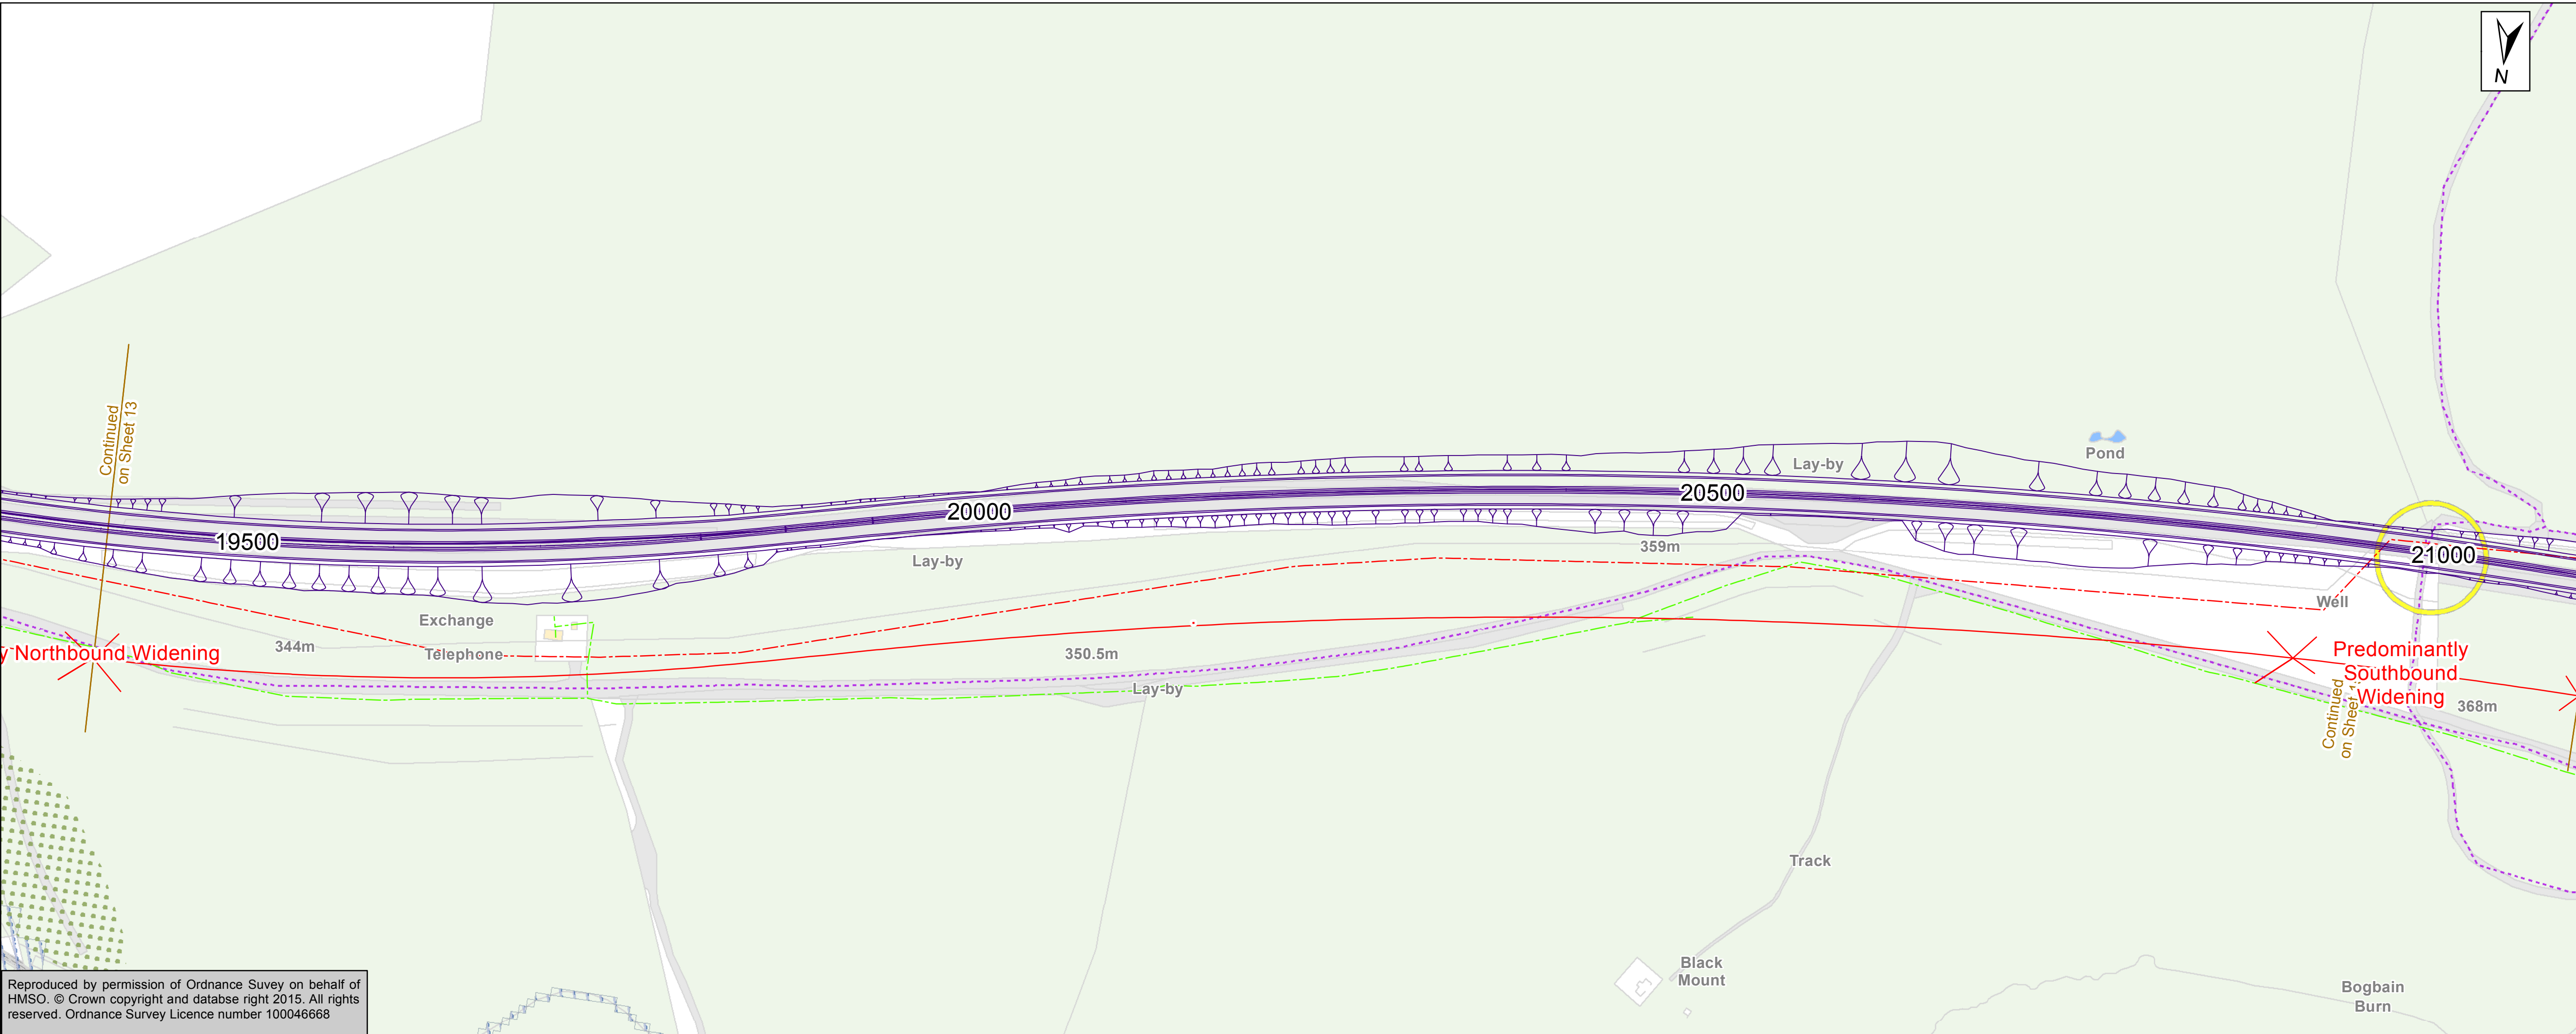 N
Continued
on Sheet 13
Lay-by
Pond
20500
20000
19500
21000
359m
Lay-by
Well
Exchange
344m
Telephone
y Northbound Widening
350.5m
Lay-by
Predominantly
Southbound
Widening
368m
Continued
on Sheet
Track
Black
Mount
Bogbain
Burn
Reproduced by permission of Ordnance Suvey on behalf of
HMSO. © Crown copyright and databse right 2015. All rights
reserved. Ordnance Survey Licence number 100046668